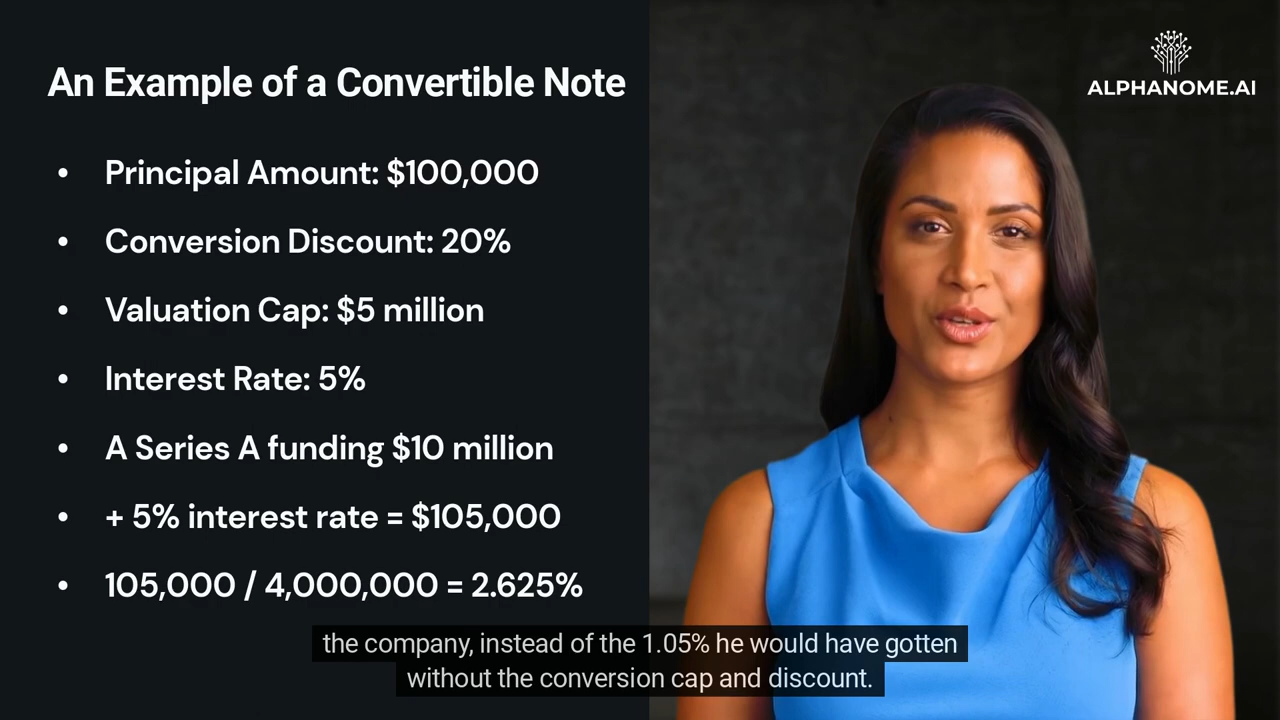 An Example of a Convertible Note
ALPHANOME.AI
• Principal Amount: $100,000
• Conversion Discount: 20%
• Valuation Cap: $5 million
• Interest Rate: 5%
• A Series A funding $10 million
• + 5% interest rate = $105,000
• 105,000 / 4,000,000 = 2.625%
the company, instead of the 1.05% he would have gotten
without the conversion cap and discount.